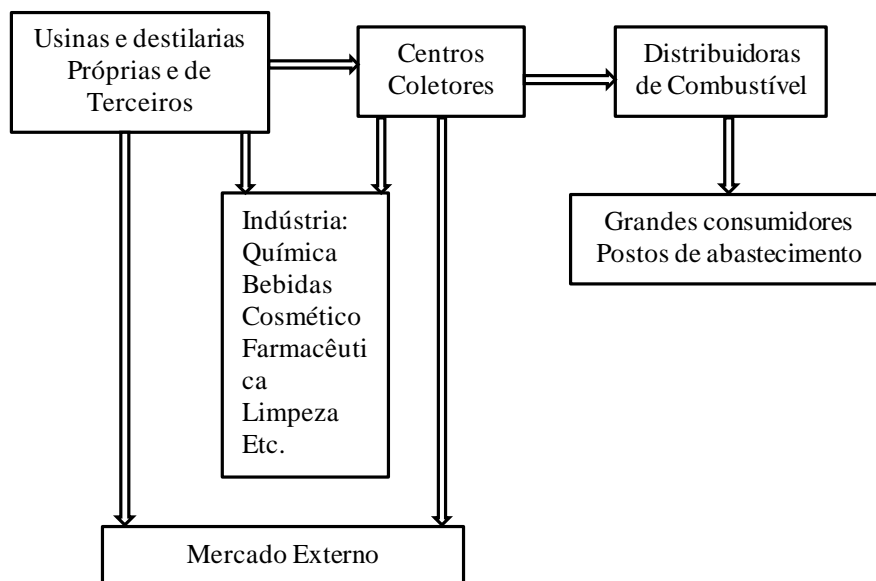 Usinas e destilarias
Próprias e de
Terceiros
Centros
Coletores
Distribuidoras
de Combustível
Indústria:
Química
Bebidas
Cosmético
Farmacêuti
ca
Limpeza
Etc.
Grandes consumidores
Postos de abastecimento
Mercado Externo